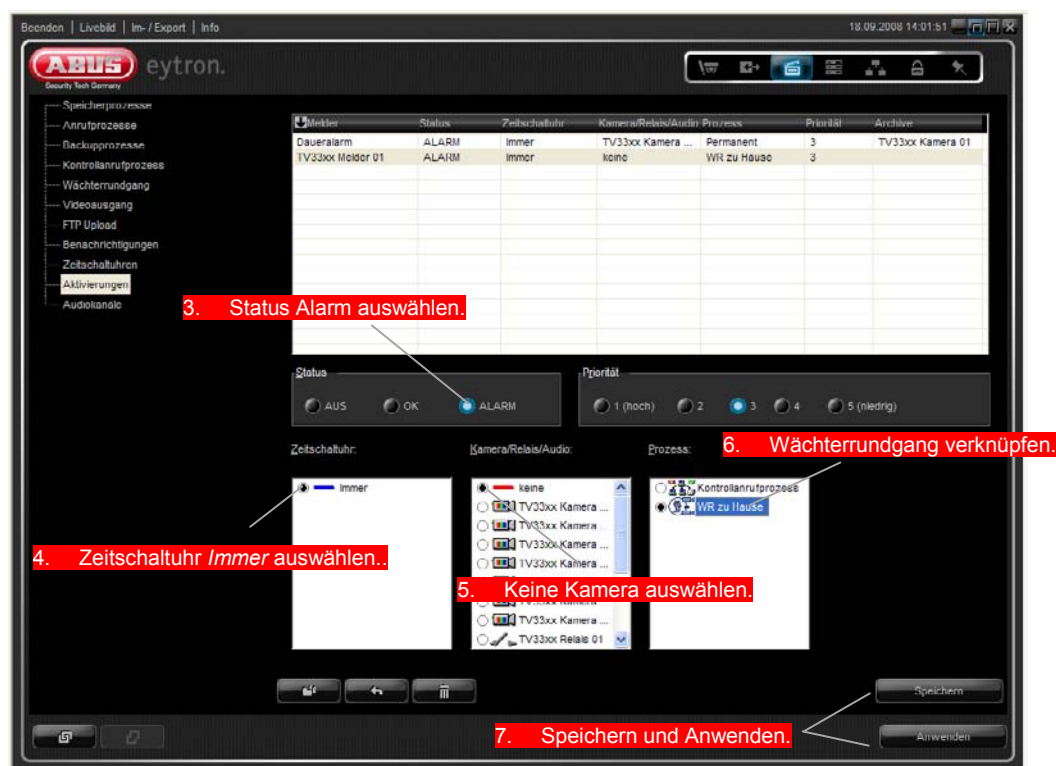 Beenden | Livebild | Im- / Export | Info
18.09.2008 14:01:51
ABUS eytron.
Security Tech Germany
Speicherprozesse
Anrufprozesse
Backupprozesse
Kontrollanrufprozess
Wächterrundgang
Videoausgang
FTP Upload
Benachrichtigungen
Zeitschaltuhren
Aktivierungen
Audiokanäle
Melder Status Zeitschaltuhr Kamera/Relais/Audio Prozess Priorität Archive
Daueralarm ALARM Immer TV33xx Kamera ... Permanent 3 TV33xx Kamera 01
TV33xx Melder 01 ALARM Immer keine WR zu Hause 3
3. Status Alarm auswählen.
Status
AUS OK ALARM
Priorität
1 (hoch) 2 3 4 5 (niedrig)
6. Wächterrundgang verknüpfen.
Zeitschaltuhr:
Immer
Kamera/Relais/Audio:
keine
TV33xx Kamera ...
TV33xx Kamera ...
TV33xx Kamera ...
TV33xx Kamera ...
TV33xx Kamera ...
TV33xx Kamera ...
TV33xx Relais 01
Prozess:
Kontrollanrufprozess
WR zu Hause
4. Zeitschaltuhr Immer auswählen..
5. Keine Kamera auswählen.
7. Speichern und Anwenden.
Speichern
Anwenden